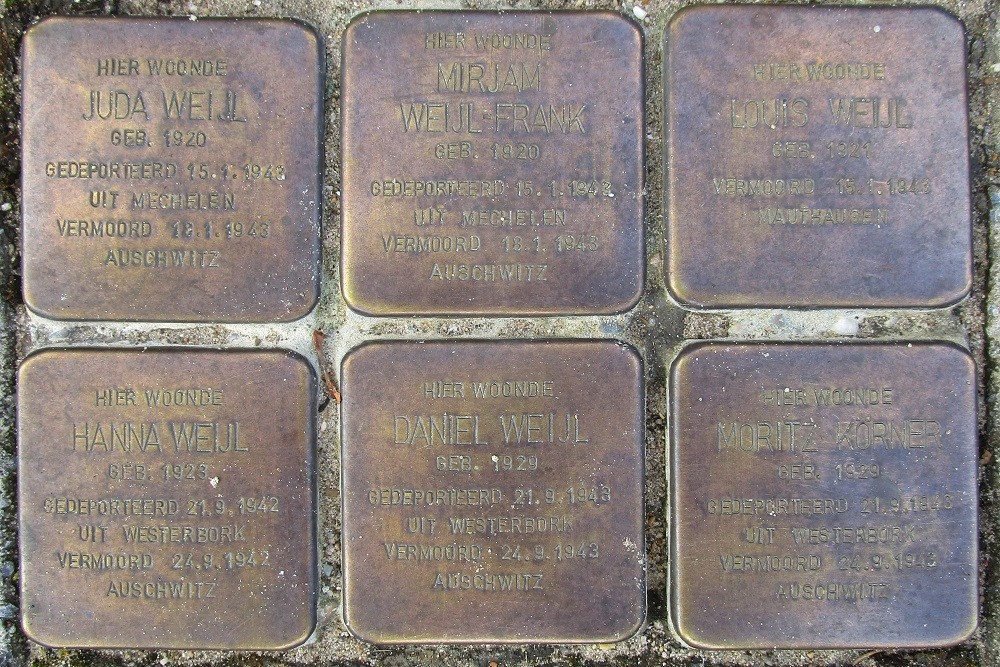 HIER WOONDE
JUDA WEIJL
GEB. 1920
GEDEPORTEERD 15.1.1943
UIT MECHELEN
VERMOORD 18.1.1943
AUSCHWITZ
HIER WOONDE
MIRJAM
WEIJL-FRANK
GEB. 1920
GEDEPORTEERD 15.1.1943
UIT MECHELEN
VERMOORD 18.1.1943
AUSCHWITZ
HIER WOONDE
LOUIS WEIJL
GEB. 1921
VERMOORD 15.1.1943
MAUTHAUSEN
HIER WOONDE
HANNA WEIJL
GEB. 1923
GEDEPORTEERD 21.9.1942
UIT WESTERBORK
VERMOORD 24.9.1942
AUSCHWITZ
HIER WOONDE
DANIEL WEIJL
GEB. 1929
GEDEPORTEERD 21.9.1943
UIT WESTERBORK
VERMOORD 24.9.1943
AUSCHWITZ
HIER WOONDE
MORITZ KÖRNER
GEB. 1929
GEDEPORTEERD 21.9.1943
UIT WESTERBORK
VERMOORD 24.9.1943
AUSCHWITZ